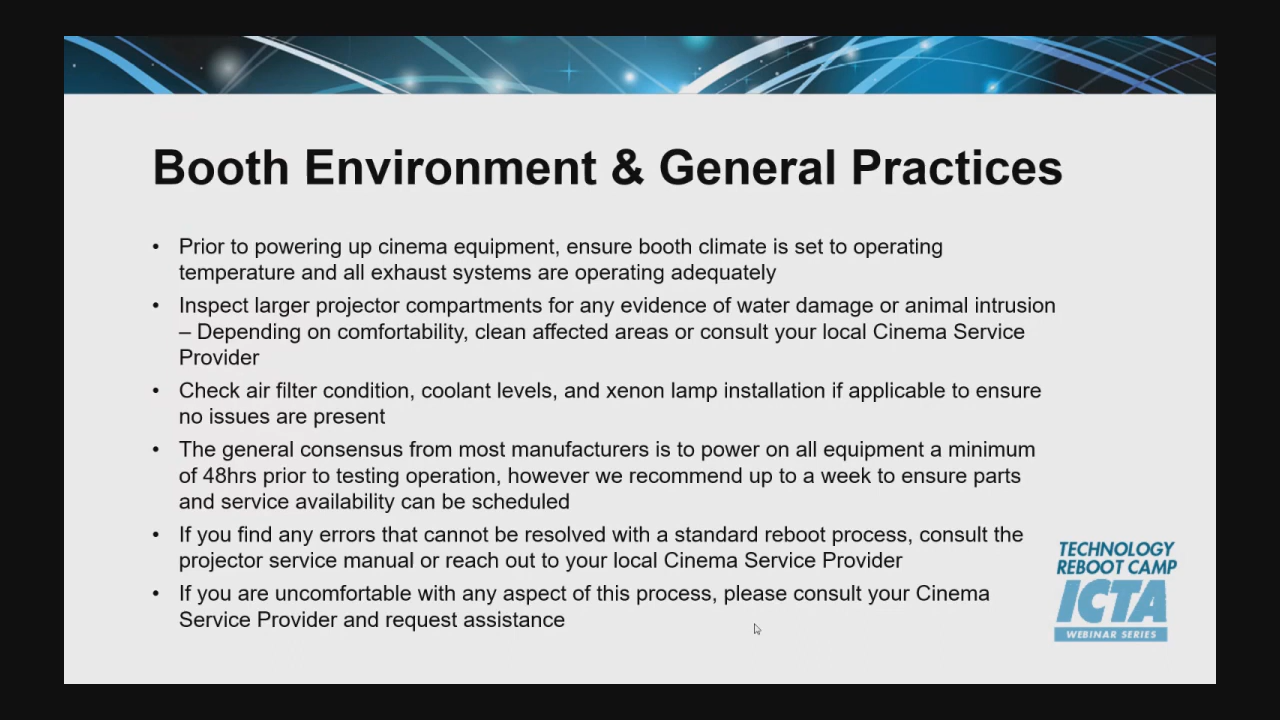 Booth Environment & General Practices
• Prior to powering up cinema equipment, ensure booth climate is set to operating
temperature and all exhaust systems are operating adequately
• Inspect larger projector compartments for any evidence of water damage or animal intrusion
– Depending on comfortability, clean affected areas or consult your local Cinema Service
Provider
• Check air filter condition, coolant levels, and xenon lamp installation if applicable to ensure
no issues are present
• The general consensus from most manufacturers is to power on all equipment a minimum
of 48hrs prior to testing operation, however we recommend up to a week to ensure parts
and service availability can be scheduled
• If you find any errors that cannot be resolved with a standard reboot process, consult the
projector service manual or reach out to your local Cinema Service Provider
• If you are uncomfortable with any aspect of this process, please consult your Cinema
Service Provider and request assistance
TECHNOLOGY
REBOOT CAMP
ICTA
WEBINAR SERIES